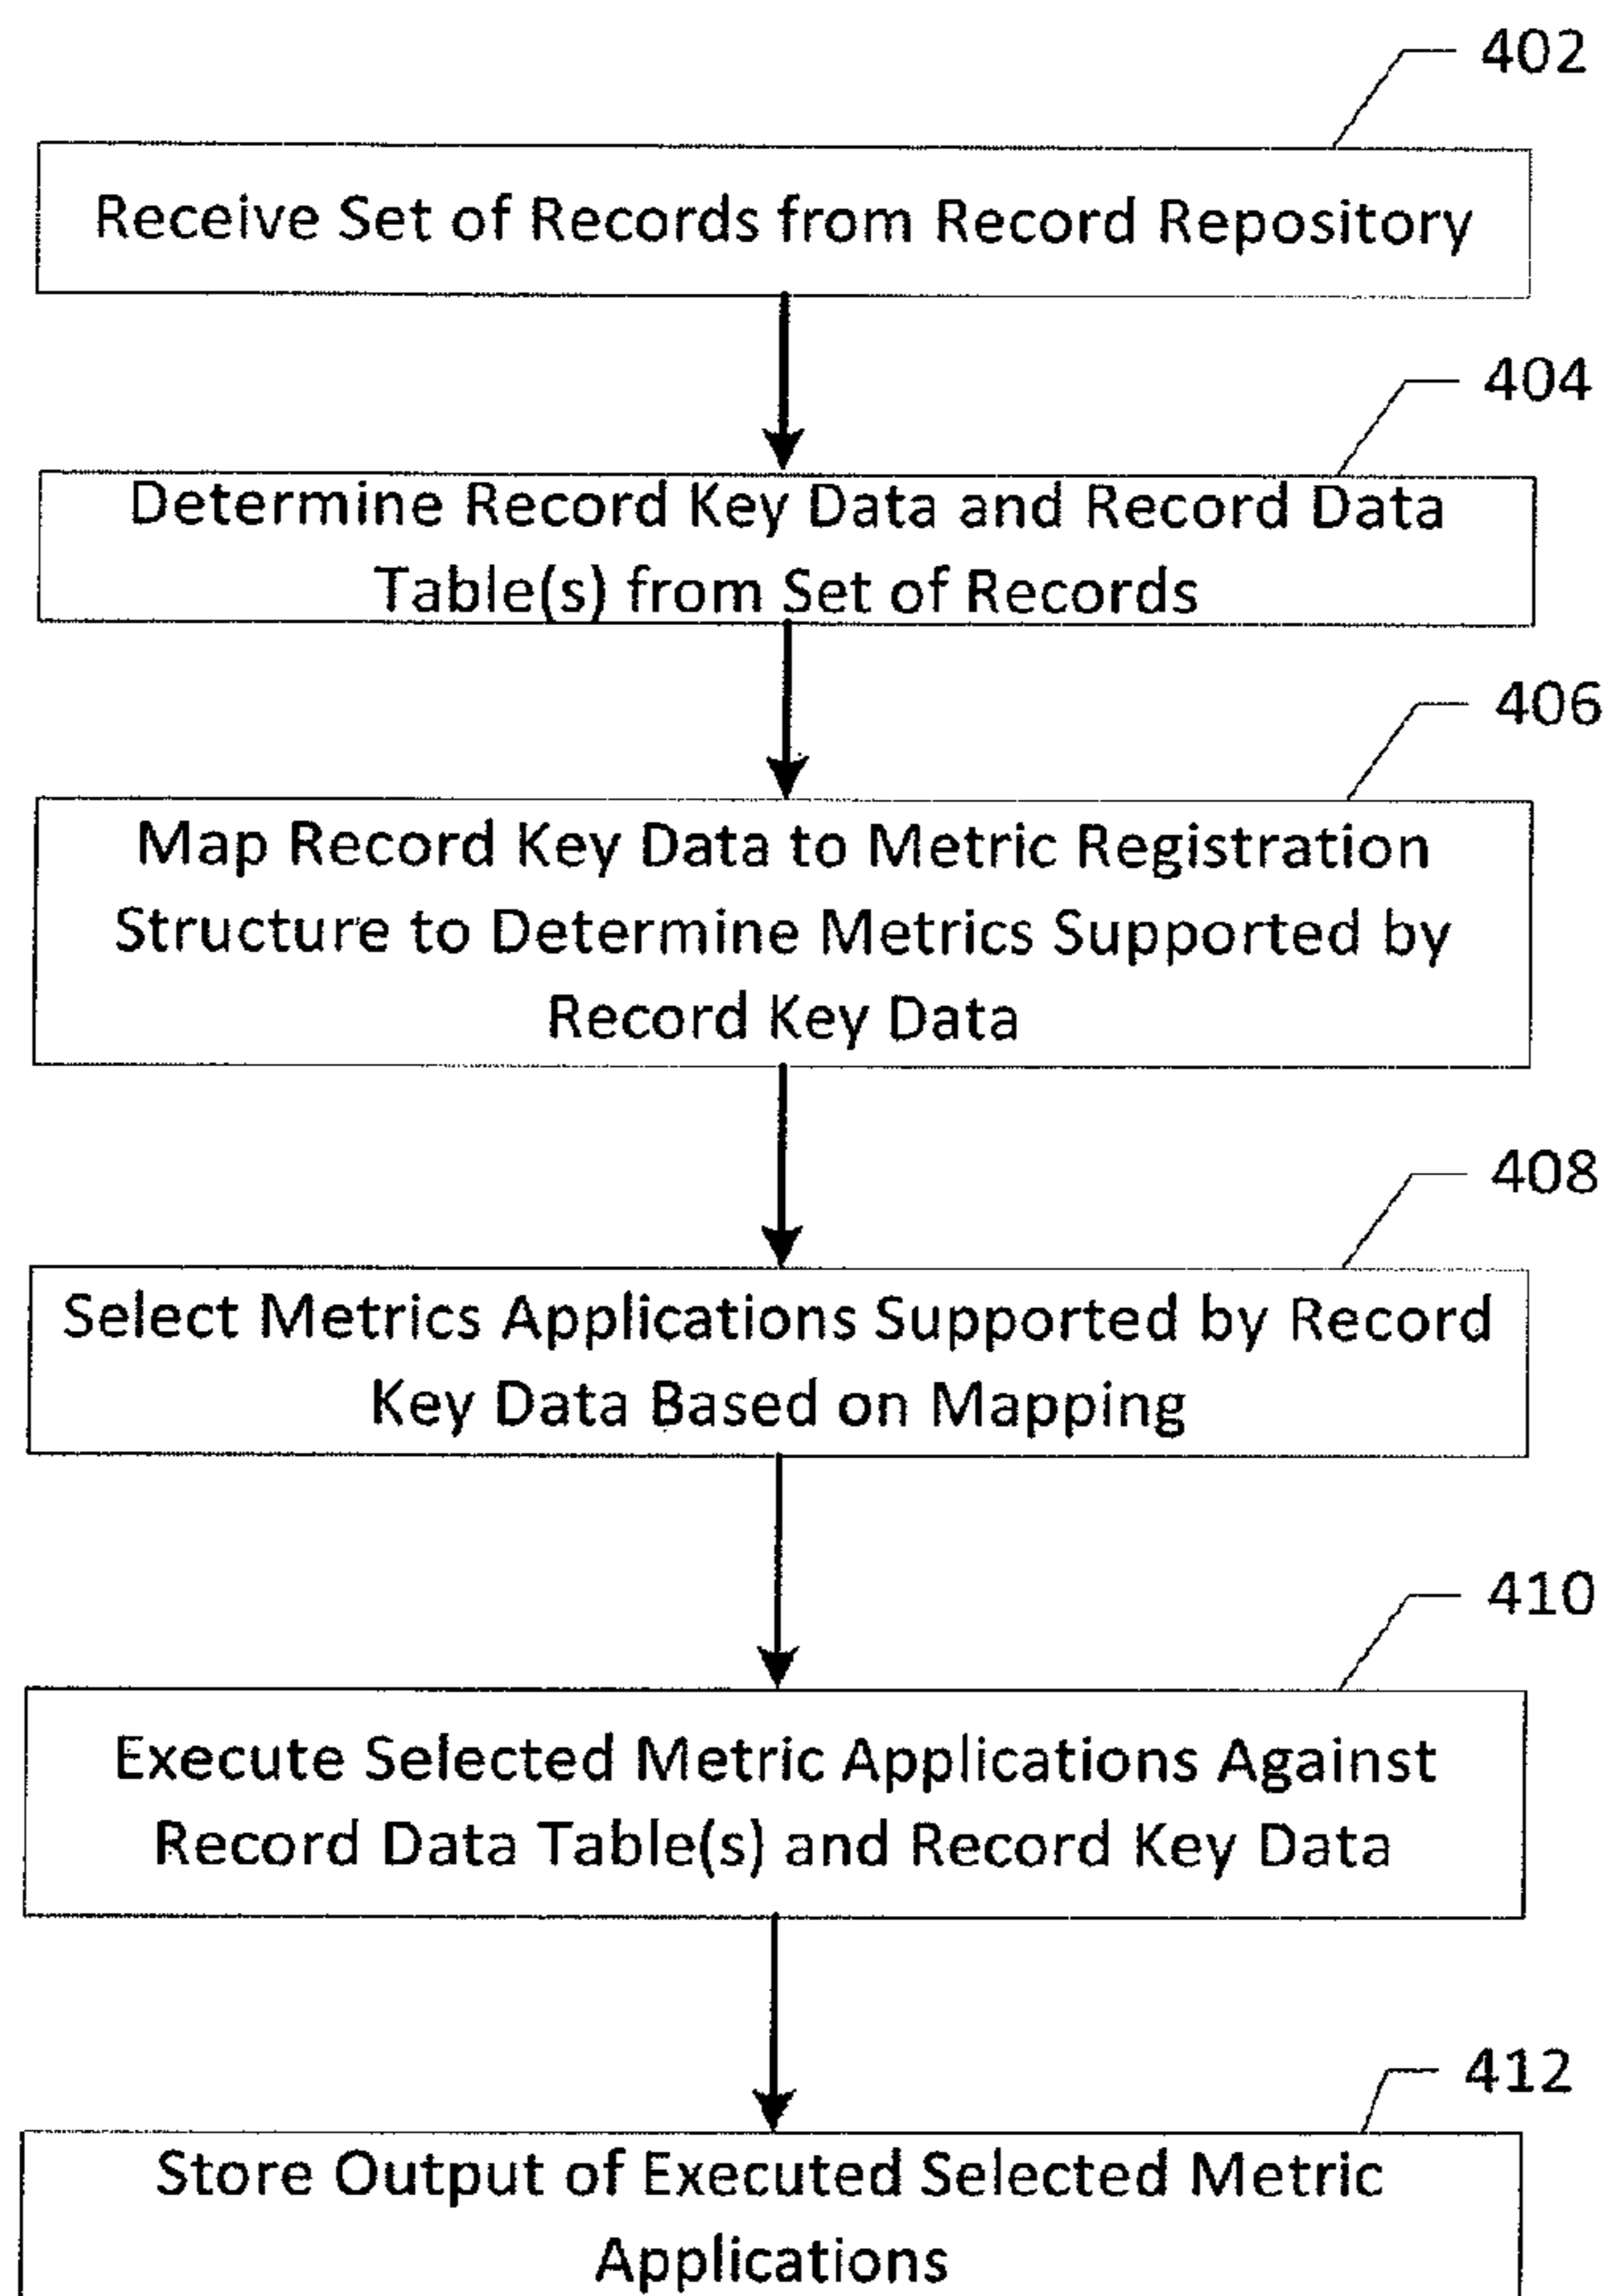 402
Receive Set of Records from Record Repository
404
Determine Record Key Data and Record Data
Table(s) from Set of Records
406
Map Record Key Data to Metric Registration
Structure to Determine Metrics Supported by
Record Key Data
408
Select Metrics Applications Supported by Record
Key Data Based on Mapping
410
Execute Selected Metric Applications Against
Record Data Table(s) and Record Key Data
412
Store Output of Executed Selected Metric
Applications